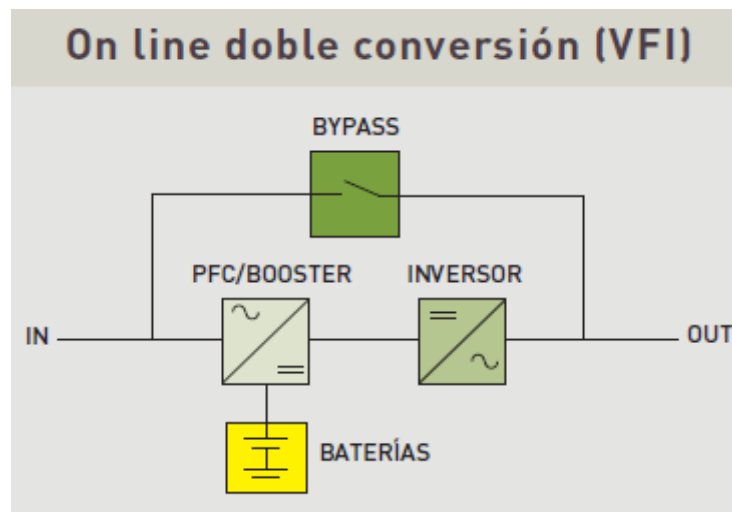 On line doble conversión (VFI)
BYPASS
PFC/BOOSTER
INVERSOR
IN
OUT
BATERÍAS